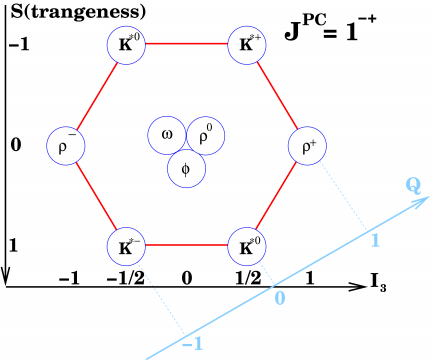 S(trangeness)
J^PC = 1^-+
-1
K*0 K*+
0
ρ^- ω ρ^0 ρ^+
ϕ
Q
1
K*- K*0
1
-1 -1/2 0 1/2 1 I_3
0
-1